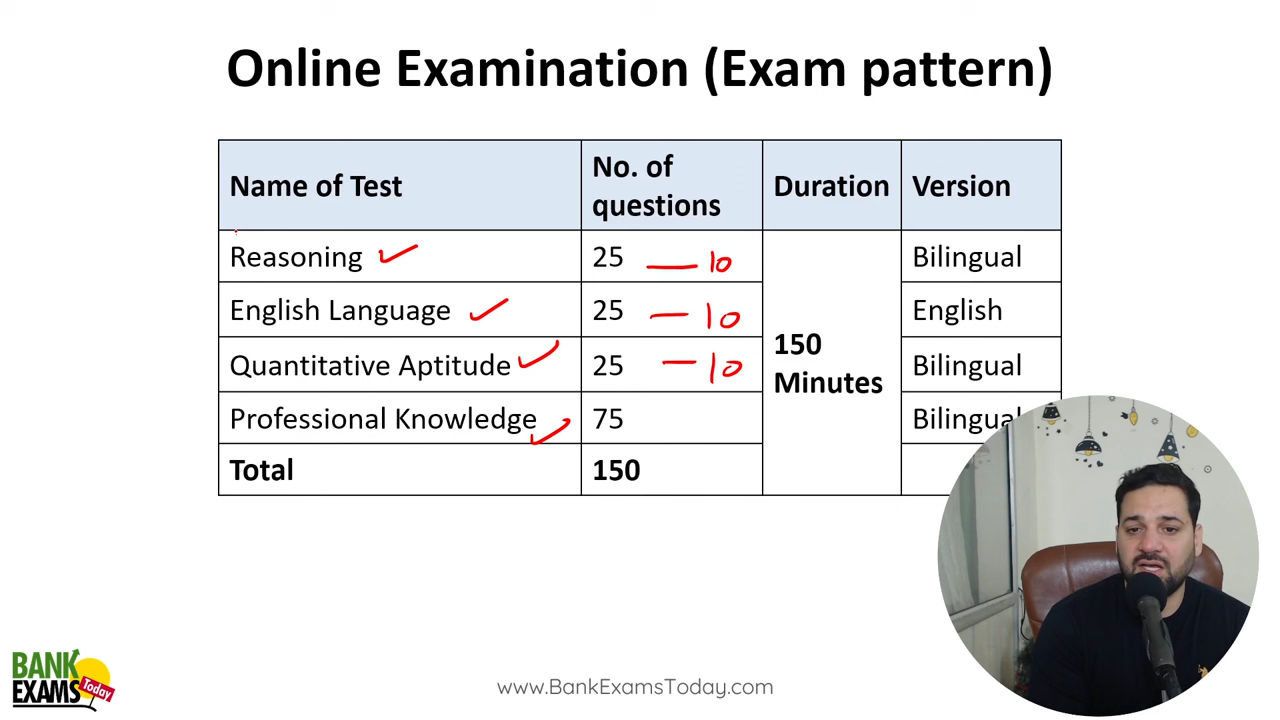 Online Examination (Exam pattern)
Name of Test
No. of
questions
Duration
Version
Reasoning
25
10
Bilingual
English Language
25
10
English
Quantitative Aptitude
25
10
Bilingual
150
Minutes
Professional Knowledge
75
Bilingual
Total
150
BANK
EXAMS
Today
www.BankExamsToday.com